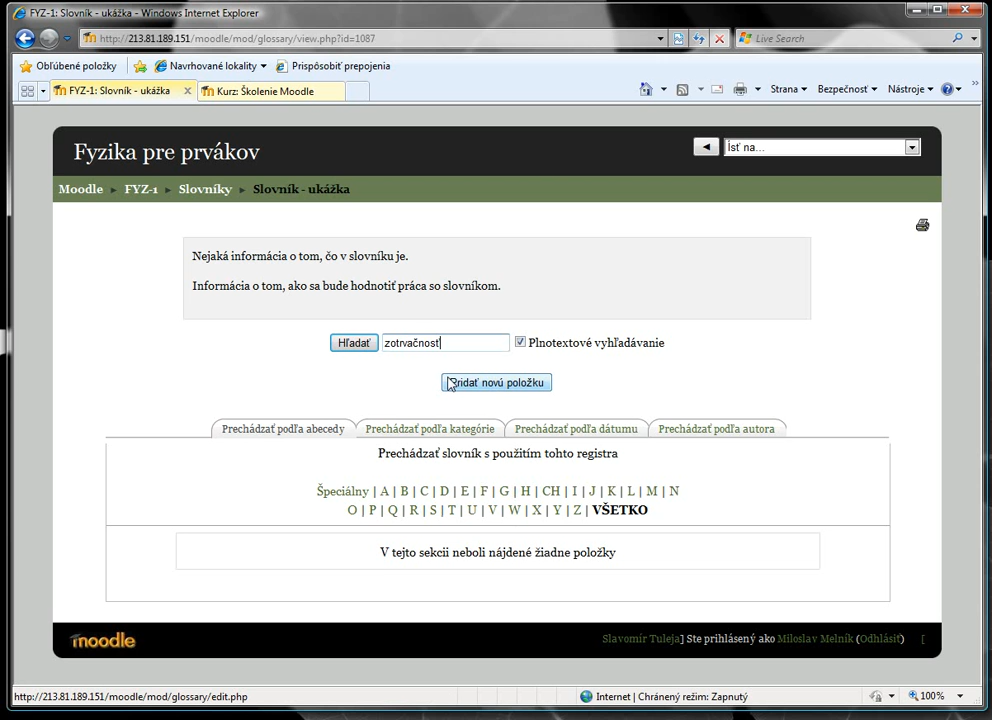 FYZ-1: Slovník - ukážka - Windows Internet Explorer
http://213.81.189.151/moodle/mod/glossary/view.php?id=1087
Live Search
Obľúbené položky
Navrhované lokality
Prispôsobiť prepojenia
FYZ-1: Slovník - ukážka
Kurz: Školenie Moodle
Strana
Bezpečnosť
Nástroje
Fyzika pre prvákov
Ísť na...
Moodle ► FYZ-1 ► Slovníky ► Slovník - ukážka
Nejaká informácia o tom, čo v slovníku je.
Informácia o tom, ako sa bude hodnotiť práca so slovníkom.
Hľadať
zotrvačnosť
Plnotextové vyhľadávanie
Pridať novú položku
Prechádzať podľa abecedy
Prechádzať podľa kategórie
Prechádzať podľa dátumu
Prechádzať podľa autora
Prechádzať slovník s použitím tohto registra
Špeciálny | A | B | C | D | E | F | G | H | CH | I | J | K | L | M | N
O | P | Q | R | S | T | U | V | W | X | Y | Z | VŠETKO
V tejto sekcii neboli nájdené žiadne položky
moodle
Slavomír Tuleja] Ste prihlásený ako Miloslav Melník (Odhlásiť) [
http://213.81.189.151/moodle/mod/glossary/edit.php
Internet | Chránený režim: Zapnutý
100%